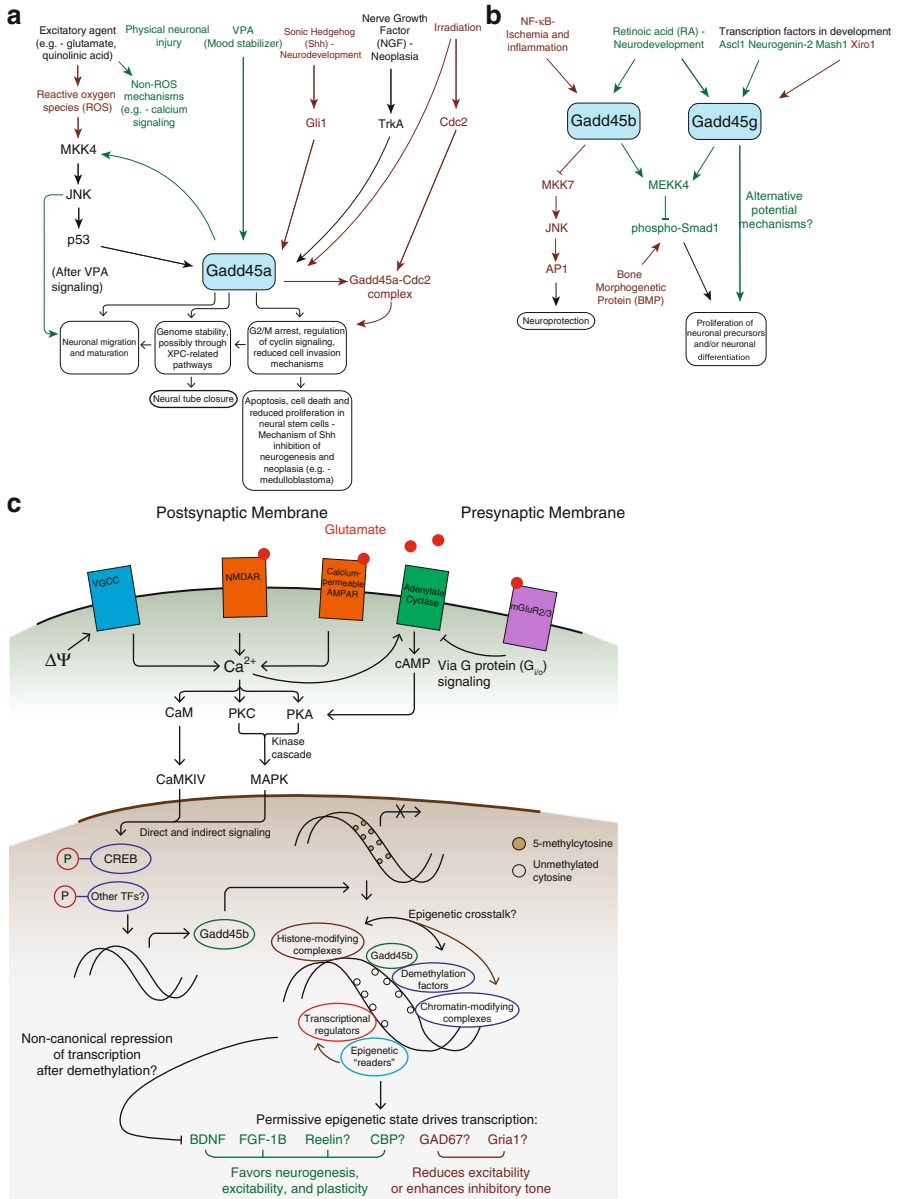 a
Excitatory agent
(e.g. - glutamate,
quinolinic acid)
Physical neuronal
injury
VPA
(Mood stabilizer)
Sonic Hedgehog
(Shh) -
Neurodevelopment
Nerve Growth
Factor
(NGF) -
Neoplasia
Irradiation
Reactive oxygen
species (ROS)
Non-ROS
mechanisms
(e.g. - calcium
signaling
Gli1
TrkA
Cdc2
MKK4
JNK
p53
(After VPA
signaling)
Gadd45a
Gadd45a-Cdc2
complex
Neuronal migration
and maturation
Genome stability,
possibly through
XPC-related
pathways
G2/M arrest, regulation
of cyclin signaling,
reduced cell invasion
mechanisms
Neural tube closure
Apoptosis, cell death and
reduced proliferation in
neural stem cells -
Mechanism of Shh
inhibition of
neurogenesis and
neoplasia (e.g. -
medulloblastoma)
b
NF-κB-
Ischemia and
inflammation
Retinoic acid (RA) -
Neurodevelopment
Transcription factors in development
Ascl1 Neurogenin-2 Mash1 Xiro1
Gadd45b
Gadd45g
MKK7
MEKK4
JNK
phospho-Smad1
Alternative
potential
mechanisms?
AP1
Bone
Morphogenetic
Protein (BMP)
Neuroprotection
Proliferation of
neuronal precursors
and/or neuronal
differentiation
c
Postsynaptic Membrane
Presynaptic Membrane
Glutamate
VGCC
NMDAR
Calcium-
permeable
AMPAR
Adenylate
Cyclase
mGluR2/3
ΔΨ
Ca2+
cAMP
Via G protein (Gi/o)
signaling
CaM
PKC
PKA
Kinase
cascade
CaMKIV
MAPK
Direct and indirect signaling
X
P
CREB
5-methylcytosine
Unmethylated
cytosine
P
Other TFs?
Gadd45b
Epigenetic crosstalk?
Histone-modifying
complexes
Gadd45b
Demethylation
factors
Chromatin-modifying
complexes
Transcriptional
regulators
Epigenetic
"readers"
Non-canonical repression
of transcription
after demethylation?
Permissive epigenetic state drives transcription:
BDNF FGF-1B Reelin? CBP? GAD67? Gria1?
Favors neurogenesis,
excitability, and plasticity
Reduces excitability
or enhances inhibitory tone